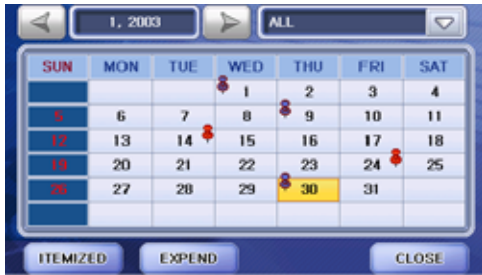 1, 2003 ALL
SUN MON TUE WED THU FRI SAT
1 2 3 4
5 6 7 8 9 10 11
12 13 14 15 16 17 18
19 20 21 22 23 24 25
26 27 28 29 30 31
ITEMIZED EXPEND CLOSE